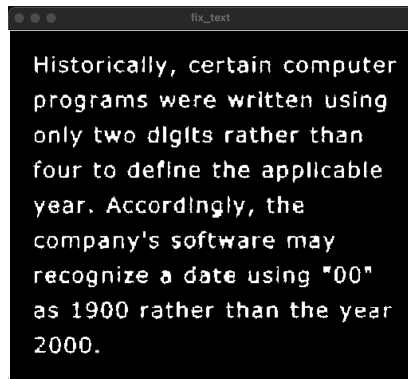 fix_text
Historically, certain computer
programs were written using
only two digits rather than
four to define the applicable
year. Accordingly, the
company's software may
recognize a date using "00"
as 1900 rather than the year
2000.